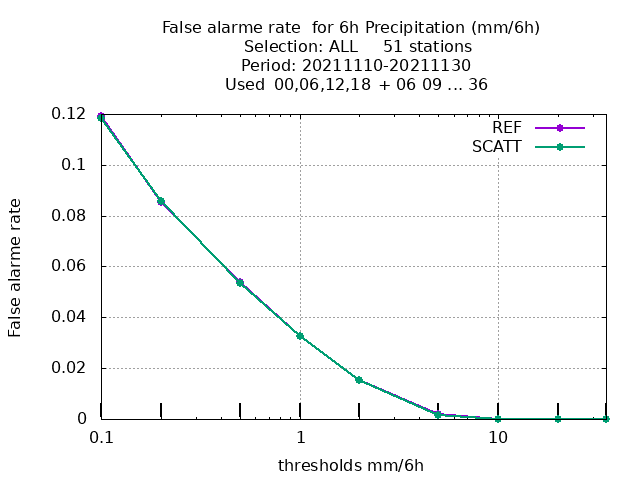 False alarme rate  for 6h Precipitation (mm/6h)
Selection: ALL     51 stations
Period: 20211110-20211130
Used  00,06,12,18  + 06 09 ... 36
REF
SCATT
False alarme rate
0.12
0.1
0.08
0.06
0.04
0.02
0
0.1 1 10
thresholds mm/6h